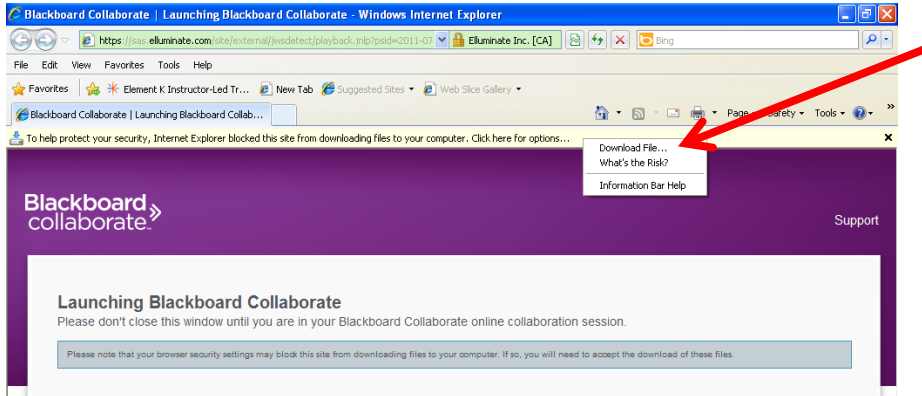 Blackboard Collaborate | Launching Blackboard Collaborate - Windows Internet Explorer
https://sas.elluminate.com/site/external/jwsdetect/playback.jnlp?psid=2011-07 Elluminate Inc. [CA] Bing
File Edit View Favorites Tools Help
Favorites Element K Instructor-Led Tr... New Tab Suggested Sites Web Slice Gallery
Blackboard Collaborate | Launching Blackboard Collab... Page Safety Tools
To help protect your security, Internet Explorer blocked this site from downloading files to your computer. Click here for options...
Download File...
What's the Risk?
Information Bar Help
Blackboard
collaborate
Support
Launching Blackboard Collaborate
Please don't close this window until you are in your Blackboard Collaborate online collaboration session.
Please note that your browser security settings may block this site from downloading files to your computer. If so, you will need to accept the download of these files.